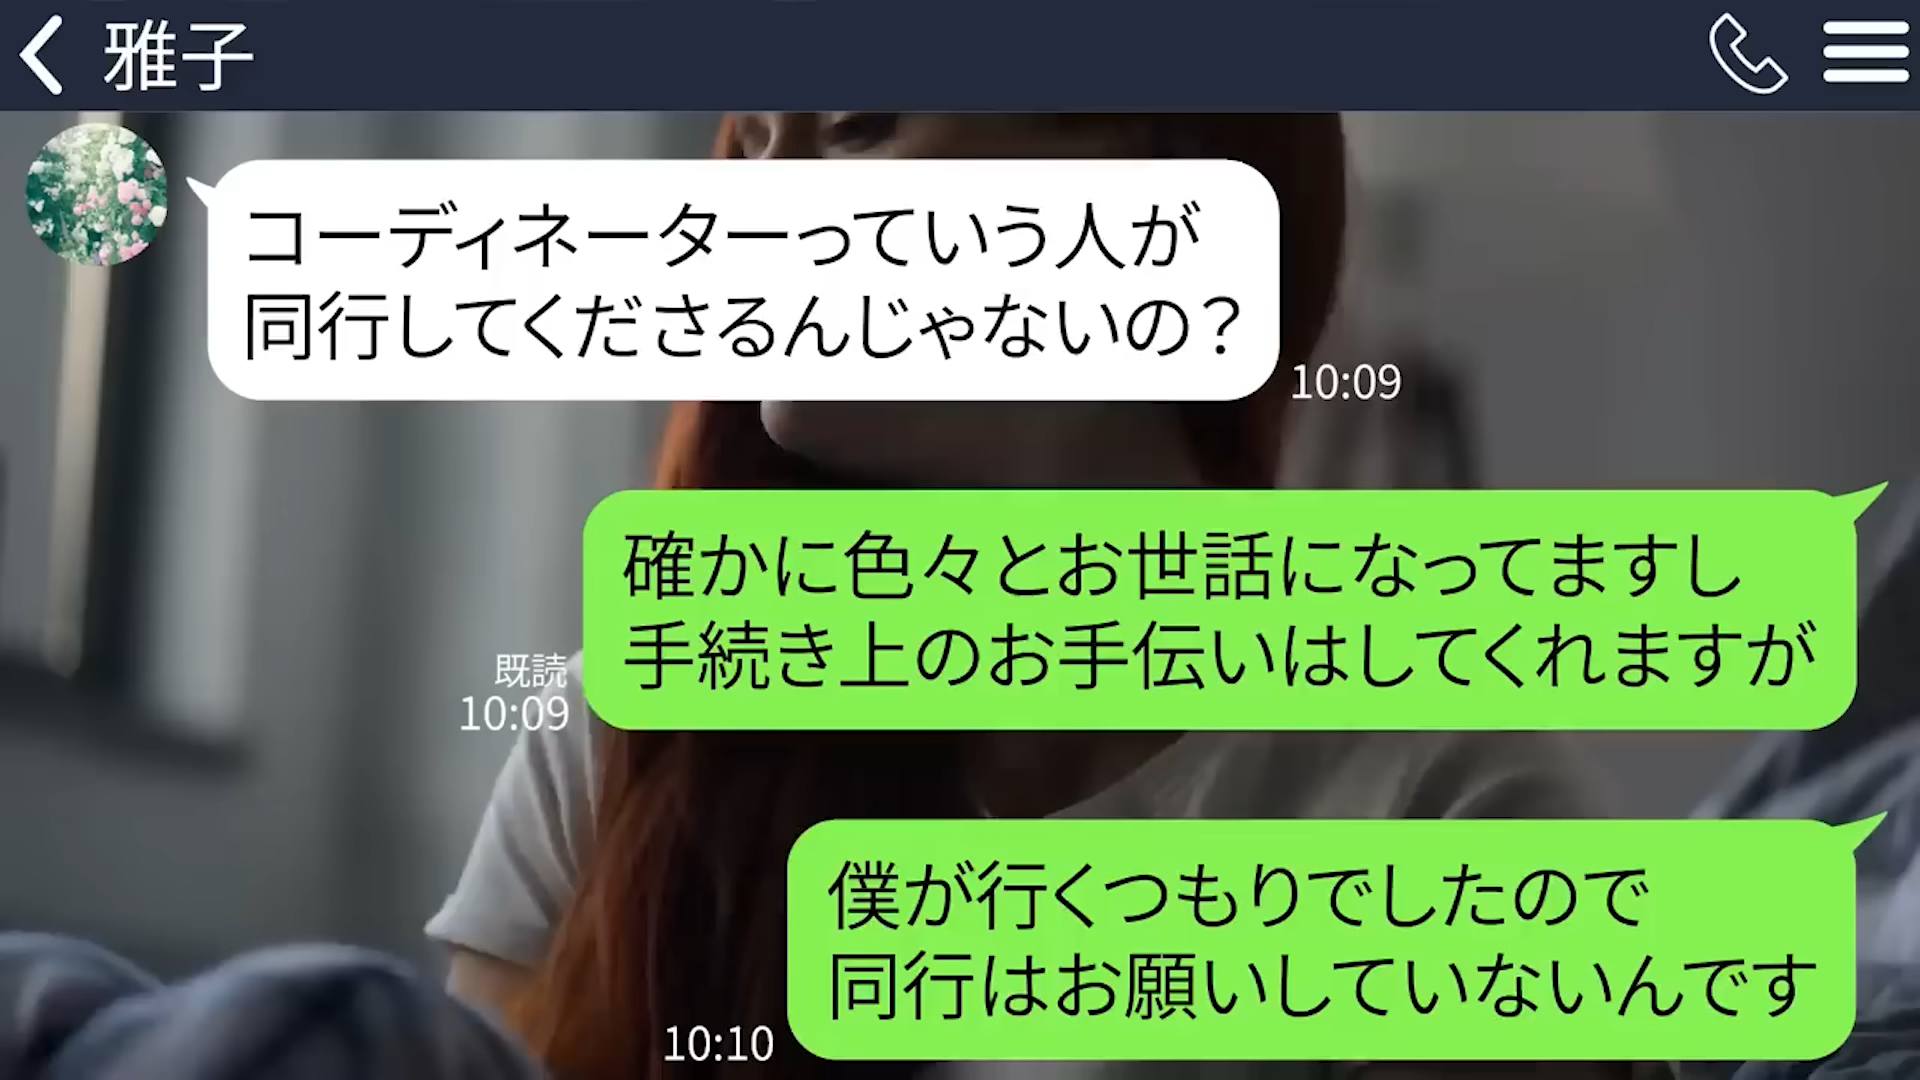 雅子
コーディネーターっていう人が
同行してくださるんじゃないの？
10:09
確かに色々とお世話になってますし
手続き上のお手伝いはしてくれますが
既読
10:09
僕が行くつもりでしたので
同行はお願いしていないんです
10:10